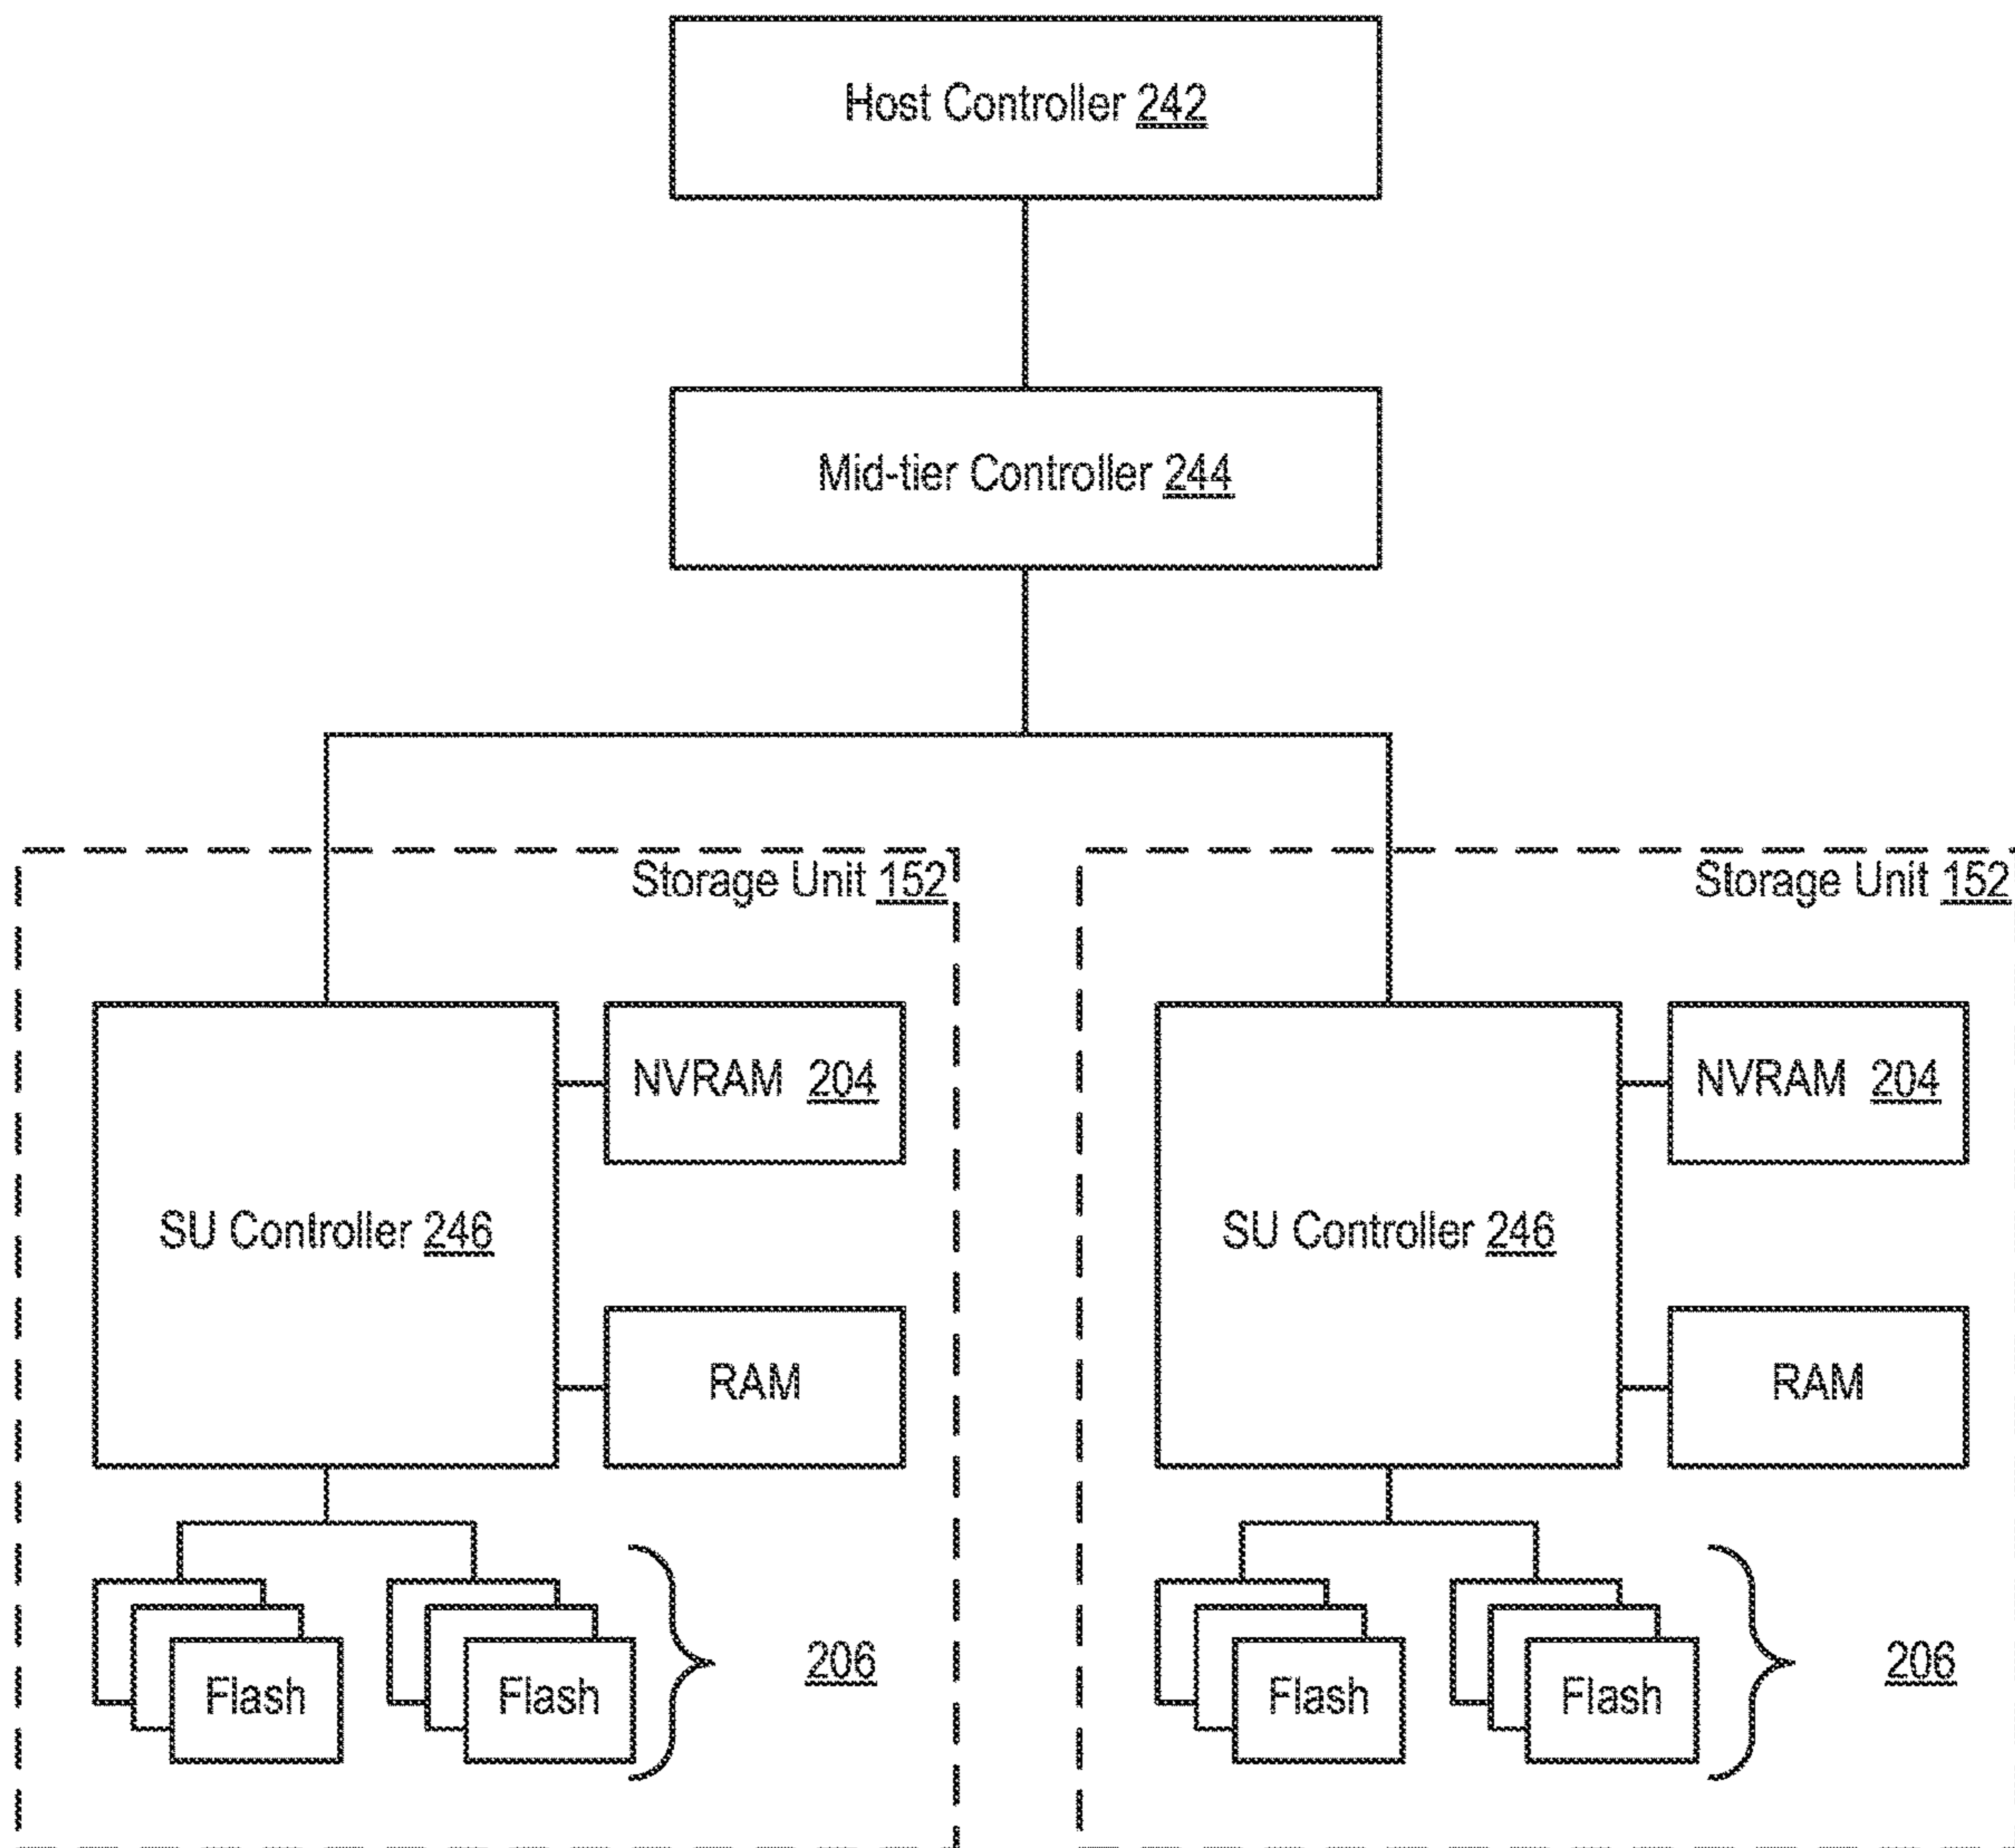 Host Controller 242
Mid-tier Controller 244
Storage Unit 152
Storage Unit 152
NVRAM 204
NVRAM 204
SU Controller 246
SU Controller 246
RAM
RAM
Flash
Flash
206
Flash
Flash
206